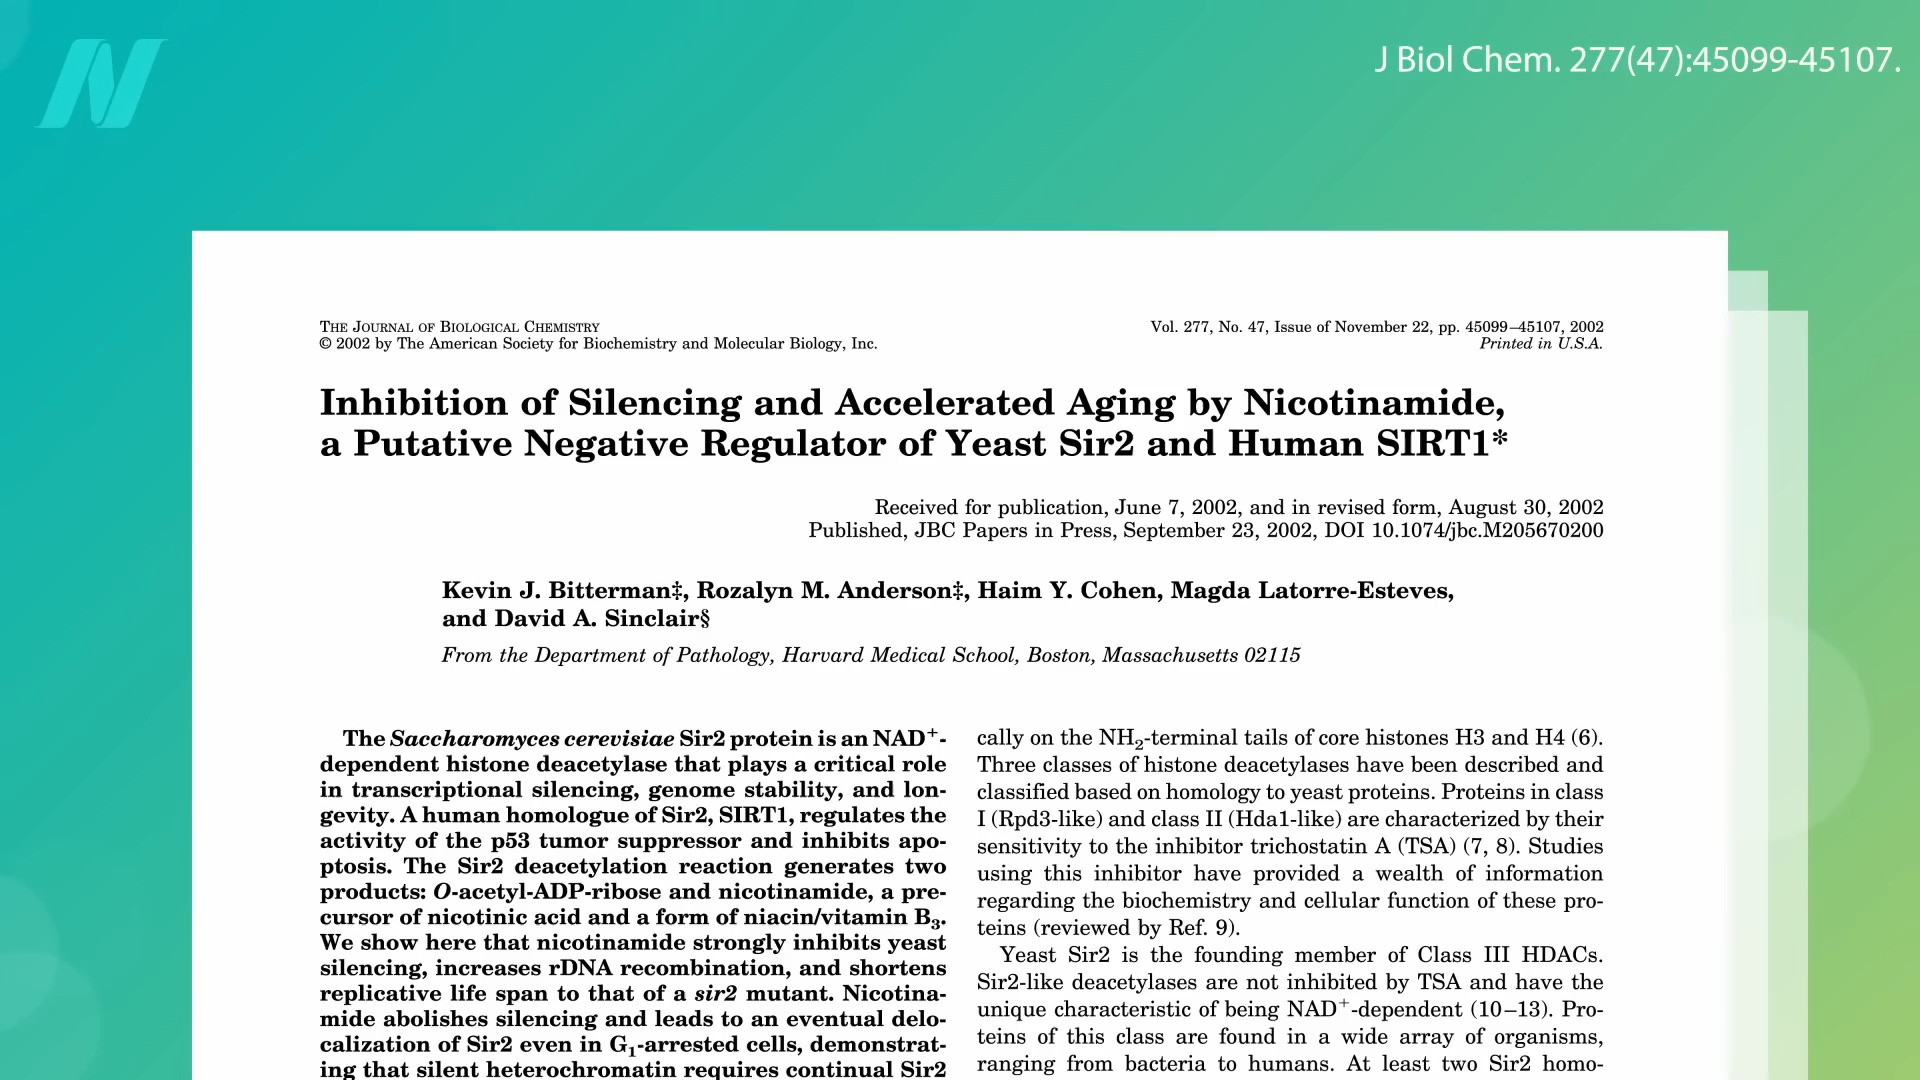 J Biol Chem. 277(47):45099-45107.
THE JOURNAL OF BIOLOGICAL CHEMISTRY
© 2002 by The American Society for Biochemistry and Molecular Biology, Inc.
Vol. 277, No. 47, Issue of November 22, pp. 45099–45107, 2002
Printed in U.S.A.
Inhibition of Silencing and Accelerated Aging by Nicotinamide,
a Putative Negative Regulator of Yeast Sir2 and Human SIRT1*
Received for publication, June 7, 2002, and in revised form, August 30, 2002
Published, JBC Papers in Press, September 23, 2002, DOI 10.1074/jbc.M205670200
Kevin J. Bitterman‡, Rozalyn M. Anderson‡, Haim Y. Cohen, Magda Latorre-Esteves,
and David A. Sinclair§
From the Department of Pathology, Harvard Medical School, Boston, Massachusetts 02115
The Saccharomyces cerevisiae Sir2 protein is an NAD⁺-
dependent histone deacetylase that plays a critical role
in transcriptional silencing, genome stability, and lon-
gevity. A human homologue of Sir2, SIRT1, regulates the
activity of the p53 tumor suppressor and inhibits apo-
ptosis. The Sir2 deacetylation reaction generates two
products: O-acetyl-ADP-ribose and nicotinamide, a pre-
cursor of nicotinic acid and a form of niacin/vitamin B₃.
We show here that nicotinamide strongly inhibits yeast
silencing, increases rDNA recombination, and shortens
replicative life span to that of a sir2 mutant. Nicotina-
mide abolishes silencing and leads to an eventual delo-
calization of Sir2 even in G₁-arrested cells, demonstrat-
ing that silent heterochromatin requires continual Sir2
cally on the NH₂-terminal tails of core histones H3 and H4 (6).
Three classes of histone deacetylases have been described and
classified based on homology to yeast proteins. Proteins in class
I (Rpd3-like) and class II (Hda1-like) are characterized by their
sensitivity to the inhibitor trichostatin A (TSA) (7, 8). Studies
using this inhibitor have provided a wealth of information
regarding the biochemistry and cellular function of these pro-
teins (reviewed by Ref. 9).
Yeast Sir2 is the founding member of Class III HDACs.
Sir2-like deacetylases are not inhibited by TSA and have the
unique characteristic of being NAD⁺-dependent (10–13). Pro-
teins of this class are found in a wide array of organisms,
ranging from bacteria to humans. At least two Sir2 homo-